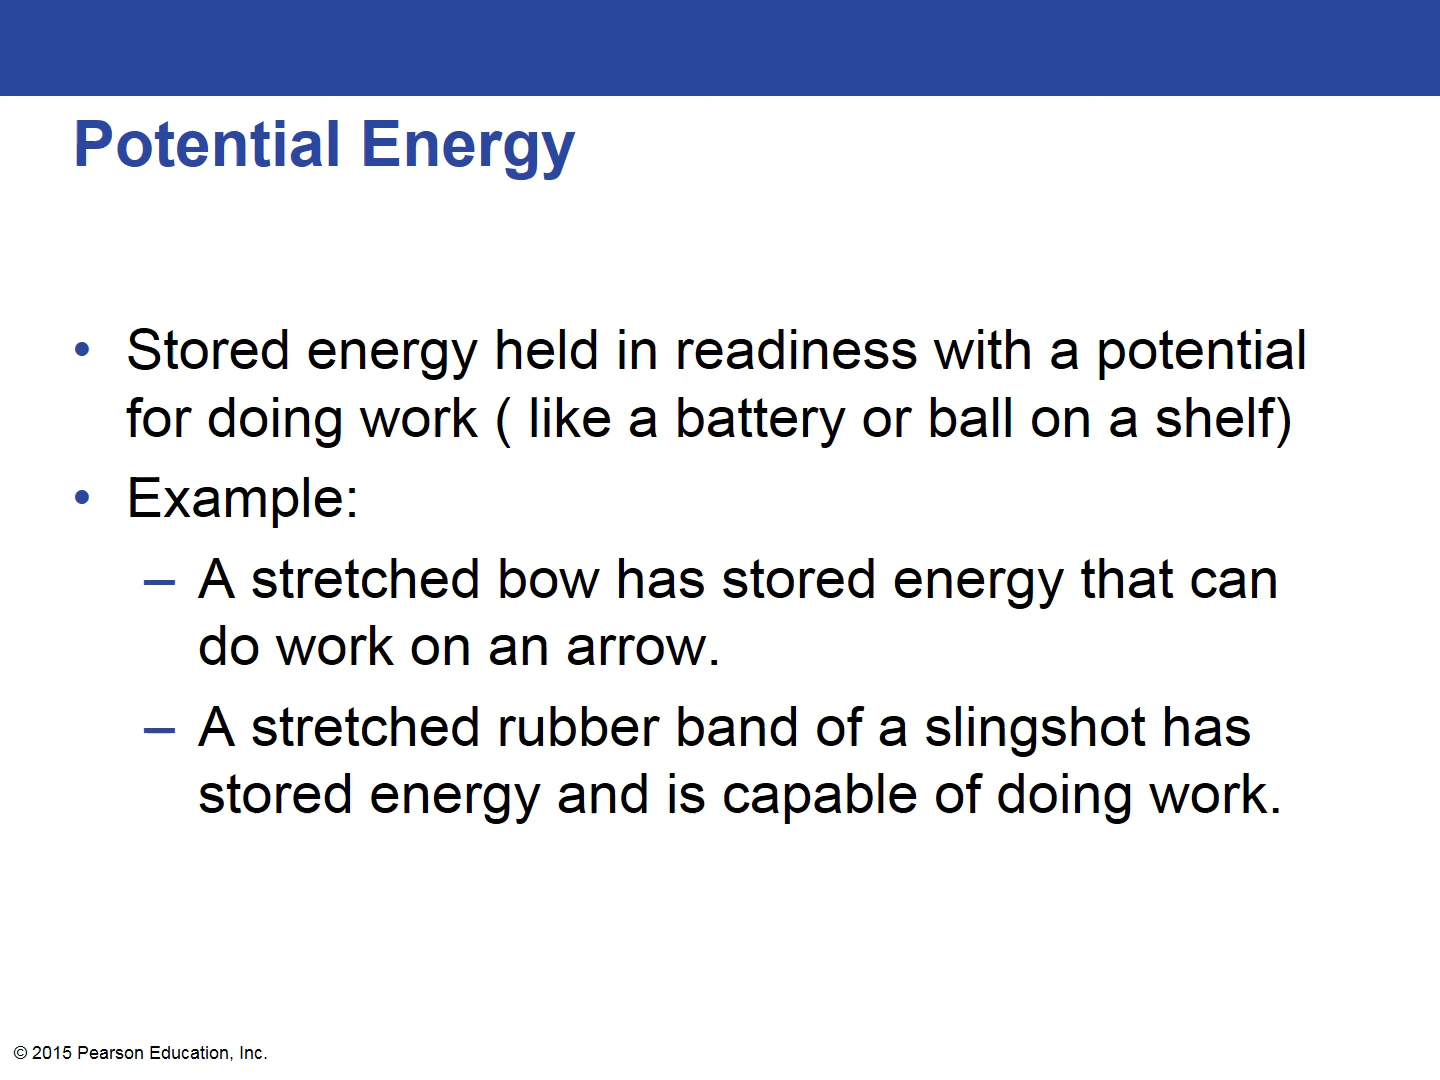 Potential Energy
• Stored energy held in readiness with a potential
for doing work ( like a battery or ball on a shelf)
• Example:
– A stretched bow has stored energy that can
do work on an arrow.
– A stretched rubber band of a slingshot has
stored energy and is capable of doing work.
© 2015 Pearson Education, Inc.